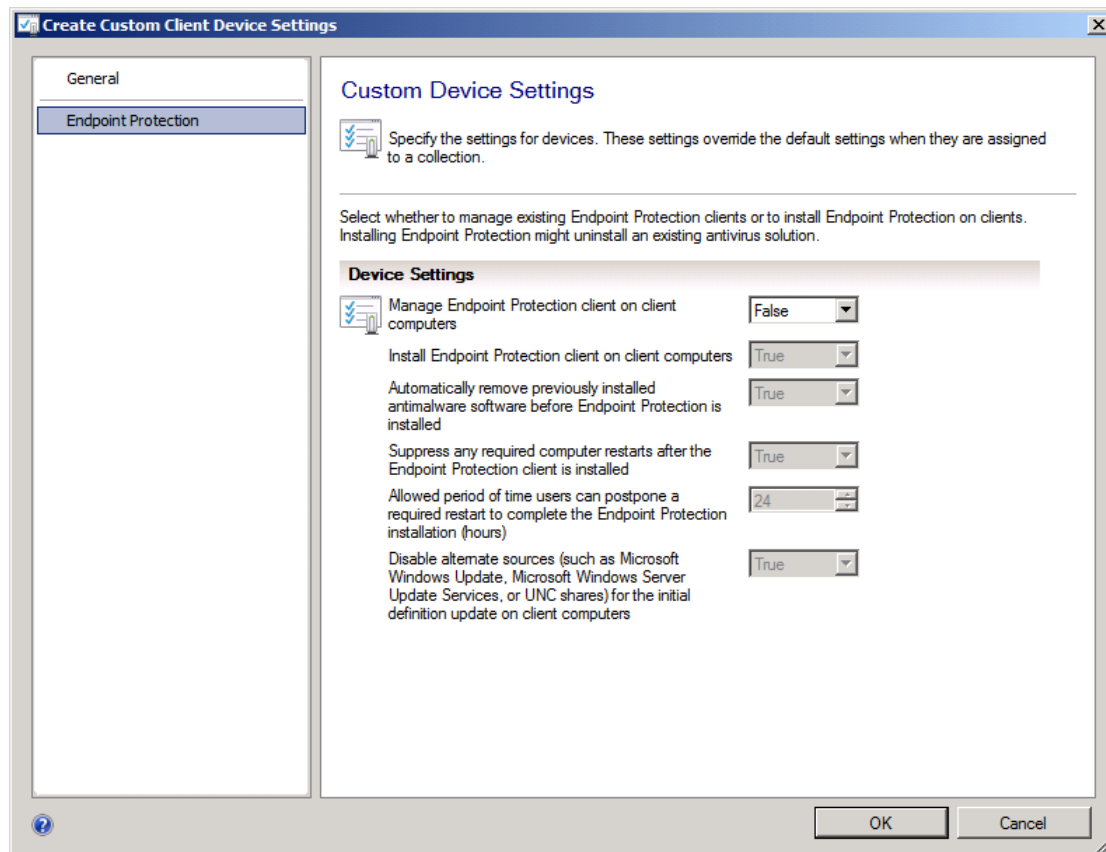 Create Custom Client Device Settings
General
Endpoint Protection
Custom Device Settings
Specify the settings for devices. These settings override the default settings when they are assigned
to a collection.
Select whether to manage existing Endpoint Protection clients or to install Endpoint Protection on clients.
Installing Endpoint Protection might uninstall an existing antivirus solution.
Device Settings
Manage Endpoint Protection client on client
computers
False
Install Endpoint Protection client on client computers
True
Automatically remove previously installed
antimalware software before Endpoint Protection is
installed
True
Suppress any required computer restarts after the
Endpoint Protection client is installed
True
Allowed period of time users can postpone a
required restart to complete the Endpoint Protection
installation (hours)
24
Disable alternate sources (such as Microsoft
Windows Update, Microsoft Windows Server
Update Services, or UNC shares) for the initial
definition update on client computers
True
OK
Cancel